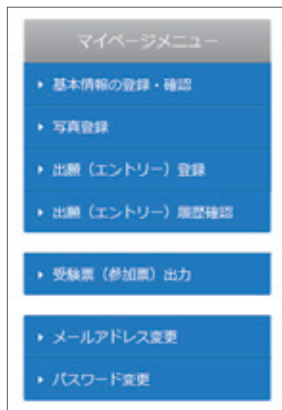 マイページメニュー
基本情報の登録・確認
写真登録
出願（エントリー）登録
出願（エントリー）履歴確認
受験票（参加票）出力
メールアドレス変更
パスワード変更